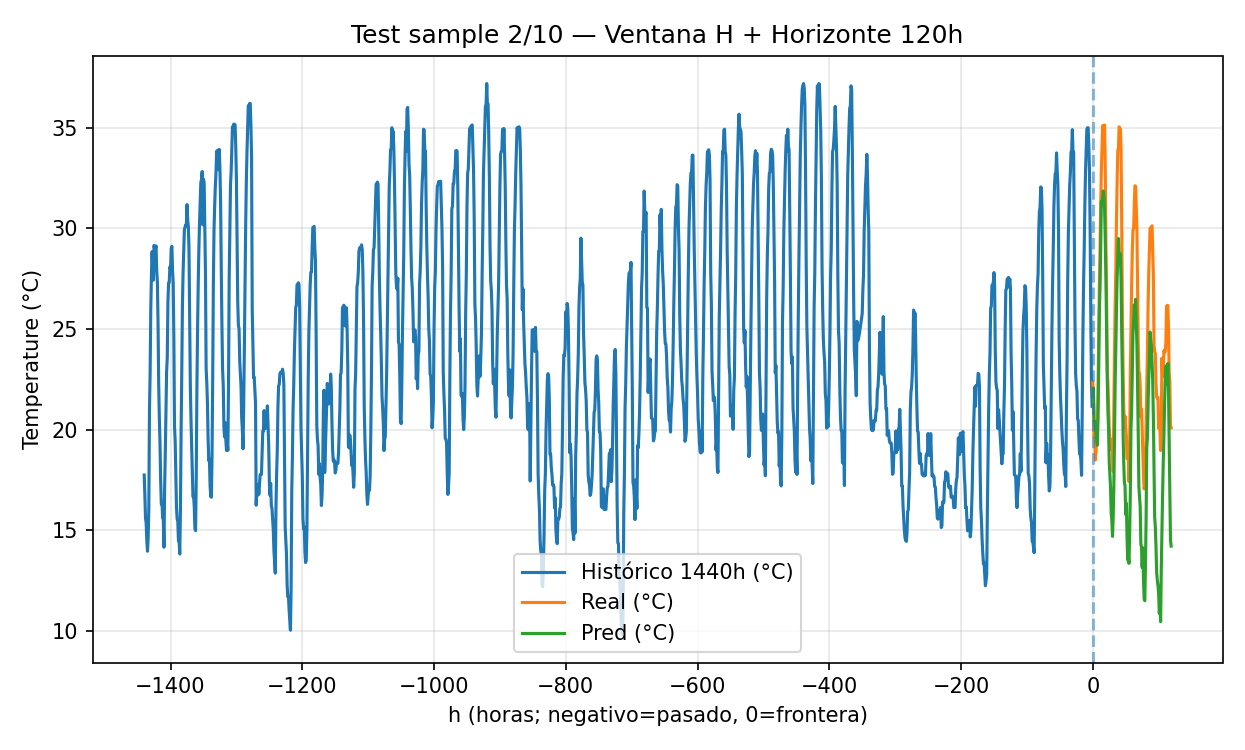 Test sample 2/10 — Ventana H + Horizonte 120h
Temperature (°C)
35
30
25
20
15
10
Histórico 1440h (°C)
Real (°C)
Pred (°C)
−1400 −1200 −1000 −800 −600 −400 −200 0
h (horas; negativo=pasado, 0=frontera)